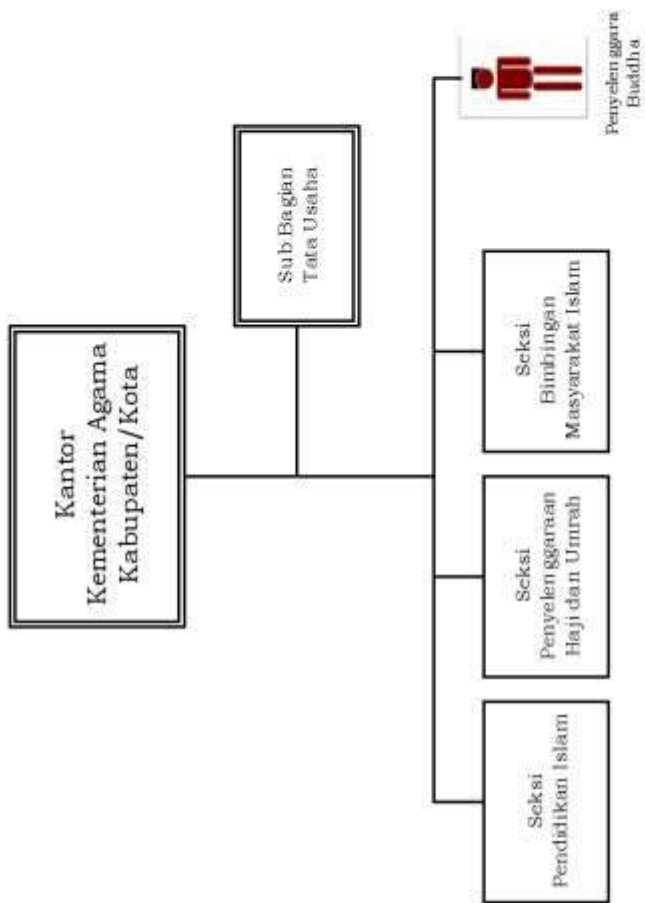 Kantor
Kementerian Agama
Kabupaten/Kota
Sub Bagian
Tata Usaha
Seksi
Pendidikan Islam
Seksi
Penyelenggaraan
Haji dan Umrah
Seksi
Bimbingan
Masyarakat Islam
Penyelenggara
Buddha